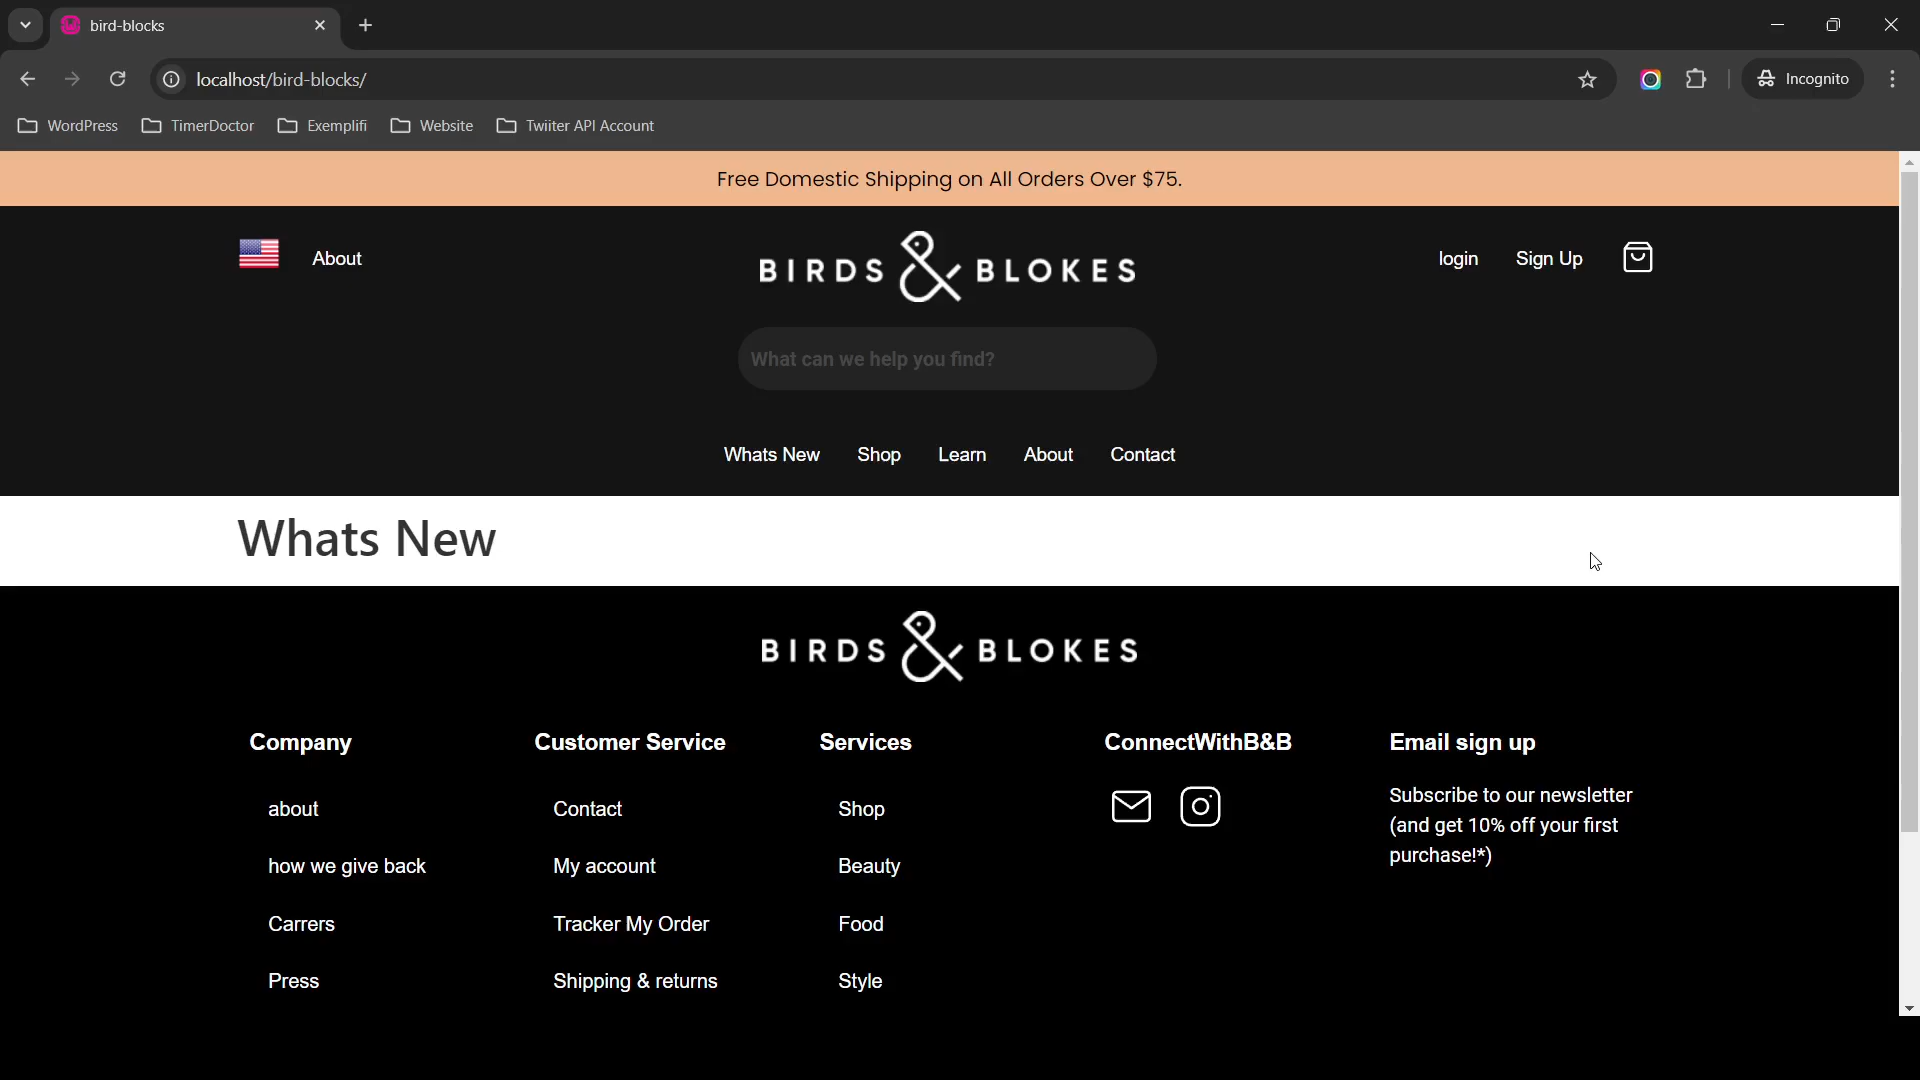 bird-blocks
localhost/bird-blocks/
Incognito
WordPress TimerDoctor Exemplifi Website Twiiter API Account
Free Domestic Shipping on All Orders Over $75.
About
BIRDS & BLOKES
login Sign Up
What can we help you find?
Whats New Shop Learn About Contact
Whats New
BIRDS & BLOKES
Company
about
how we give back
Carrers
Press
Customer Service
Contact
My account
Tracker My Order
Shipping & returns
Services
Shop
Beauty
Food
Style
ConnectWithB&B
Email sign up
Subscribe to our newsletter
(and get 10% off your first
purchase!*)